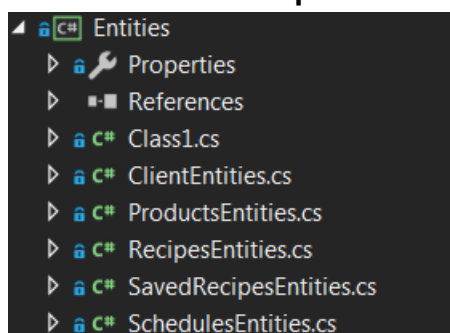 C# Entities
Properties
References
C# Class1.cs
C# ClientEntities.cs
C# ProductsEntities.cs
C# RecipesEntities.cs
C# SavedRecipesEntities.cs
C# SchedulesEntities.cs